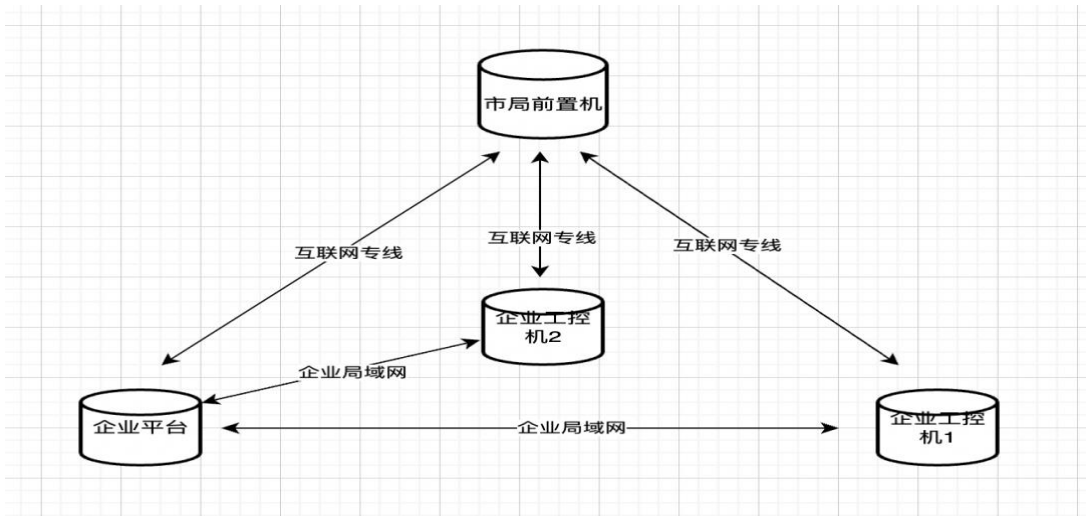 市局前置机
互联网专线
互联网专线
互联网专线
企业工控
机2
企业局域网
企业平台
企业局域网
企业工控
机1